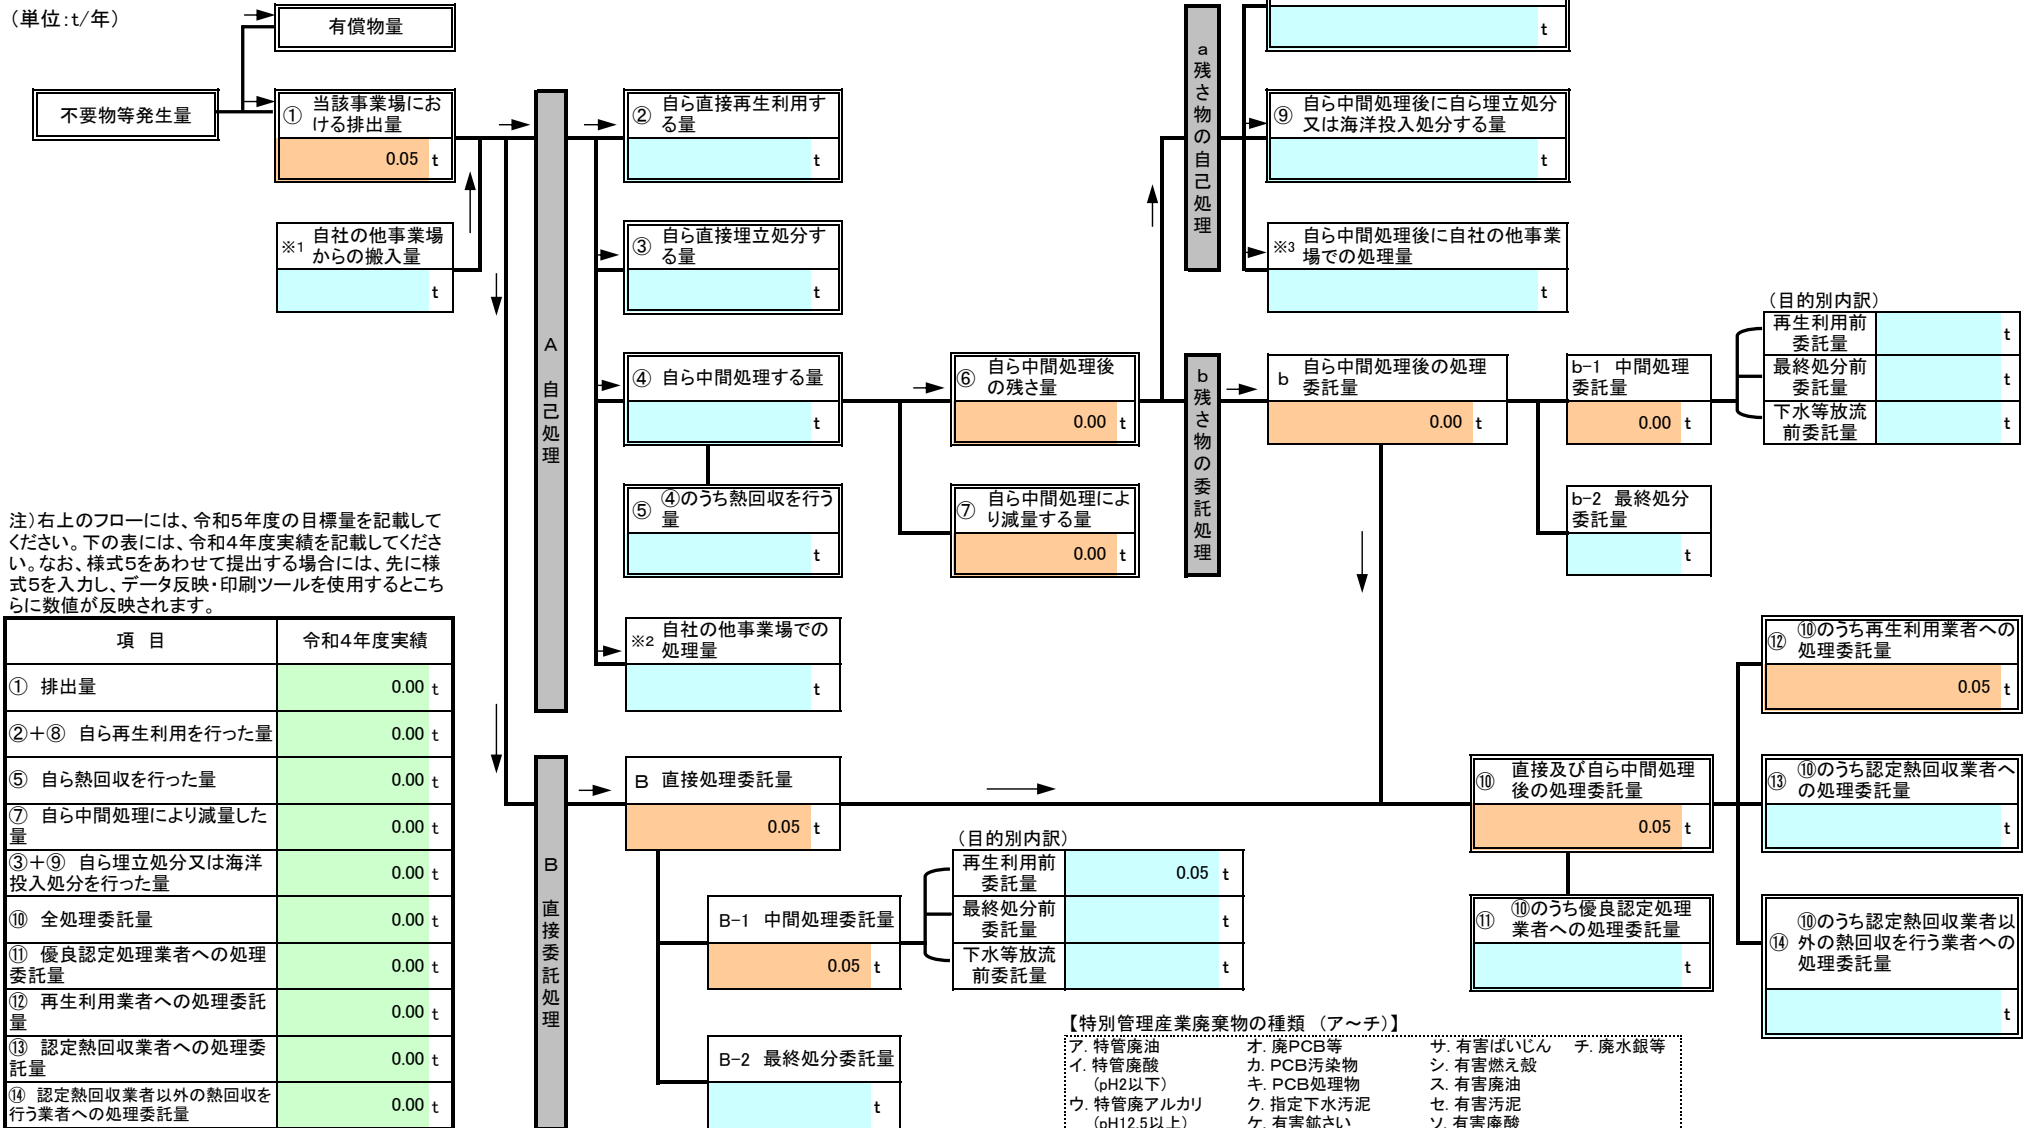 （単位:t/年）
有償物量
不要物等発生量
① 当該事業場にお
ける排出量
0.05 t
※1 自社の他事業場
からの搬入量
t
A 自己処理
② 自ら直接再生利用す
る量
t
③ 自ら直接埋立処分す
る量
t
④ 自ら中間処理する量
t
⑤ ④のうち熱回収を行う
量
t
※2 自社の他事業場での
処理量
t
⑥ 自ら中間処理後
の残さ量
0.00 t
⑦ 自ら中間処理によ
り減量する量
0.00 t
a 残さ物の自己処理
t
⑨ 自ら中間処理後に自ら埋立処分
又は海洋投入処分する量
t
※3 自ら中間処理後に自社の他事業
場での処理量
t
b 残さ物の委託処理
b 自ら中間処理後の処理
委託量
0.00 t
b-1 中間処理
委託量
0.00 t
b-2 最終処分
委託量
t
（目的別内訳）
再生利用前
委託量
t
最終処分前
委託量
t
下水等放流
前委託量
t
注）右上のフローには、令和5年度の目標量を記載して
ください。下の表には、令和4年度実績を記載してくださ
い。なお、様式5をあわせて提出する場合には、先に様
式5を入力し、データ反映・印刷ツールを使用するとこち
らに数値が反映されます。
項 目 令和4年度実績
① 排出量 0.00 t
②＋⑧ 自ら再生利用を行った量 0.00 t
⑤ 自ら熱回収を行った量 0.00 t
⑦ 自ら中間処理により減量した
量 0.00 t
③＋⑨ 自ら埋立処分又は海洋
投入処分を行った量 0.00 t
⑩ 全処理委託量 0.00 t
⑪ 優良認定処理業者への処理
委託量 0.00 t
⑫ 再生利用業者への処理委託
量 0.00 t
⑬ 認定熱回収業者への処理委
託量 0.00 t
⑭ 認定熱回収業者以外の熱回収を
行う業者への処理委託量 0.00 t
B 直接委託処理
B 直接処理委託量
0.05 t
B-1 中間処理委託量
0.05 t
B-2 最終処分委託量
t
（目的別内訳）
再生利用前
委託量
0.05 t
最終処分前
委託量
t
下水等放流
前委託量
t
⑩ 直接及び自ら中間処理
後の処理委託量
0.05 t
⑪ ⑩のうち優良認定処理
業者への処理委託量
t
⑫ ⑩のうち再生利用業者への
処理委託量
0.05 t
⑬ ⑩のうち認定熱回収業者へ
の処理委託量
t
⑭ ⑩のうち認定熱回収業者以
外の熱回収を行う業者への
処理委託量
t
【特別管理産業廃棄物の種類 （ア～チ）】
ア. 特管廃油 オ. 廃PCB等 サ. 有害ばいじん チ. 廃水銀等
イ. 特管廃酸 カ. PCB汚染物 シ. 有害燃え殻
（pH2以下） キ. PCB処理物 ス. 有害廃油
ウ. 特管廃アルカリ ク. 指定下水汚泥 セ. 有害汚泥
（pH12.5以上） ケ. 有害鉱さい ソ. 有害廃酸